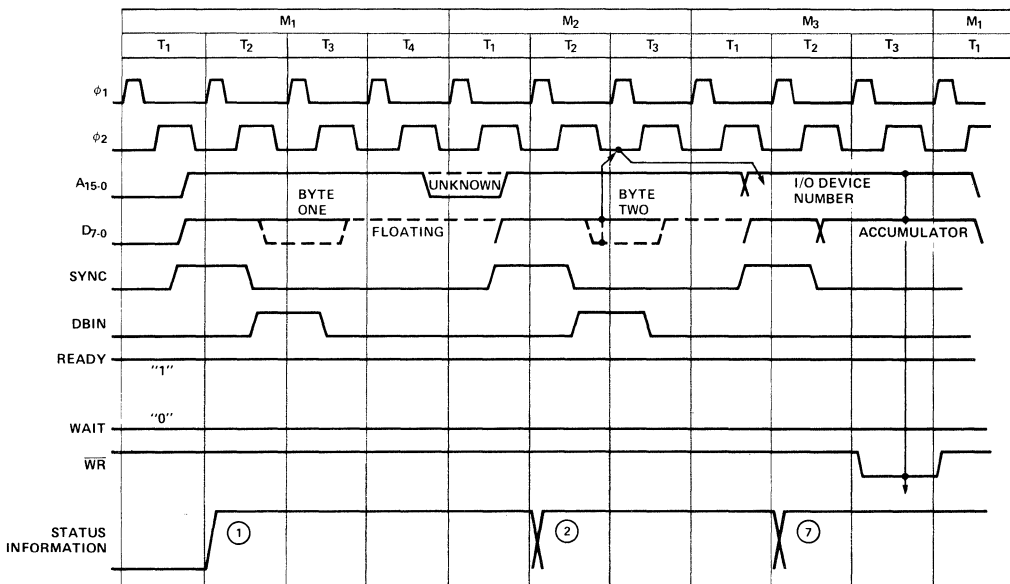 M1 M2 M3 M1
T1 T2 T3 T4 T1 T2 T3 T1 T2 T3 T1
φ1
φ2
A15-0 UNKNOWN I/O DEVICE
NUMBER
BYTE
ONE
BYTE
TWO
D7-0 FLOATING ACCUMULATOR
SYNC
DBIN
READY
"1"
"0"
WAIT
W̅R̅
STATUS
INFORMATION
1 2 7